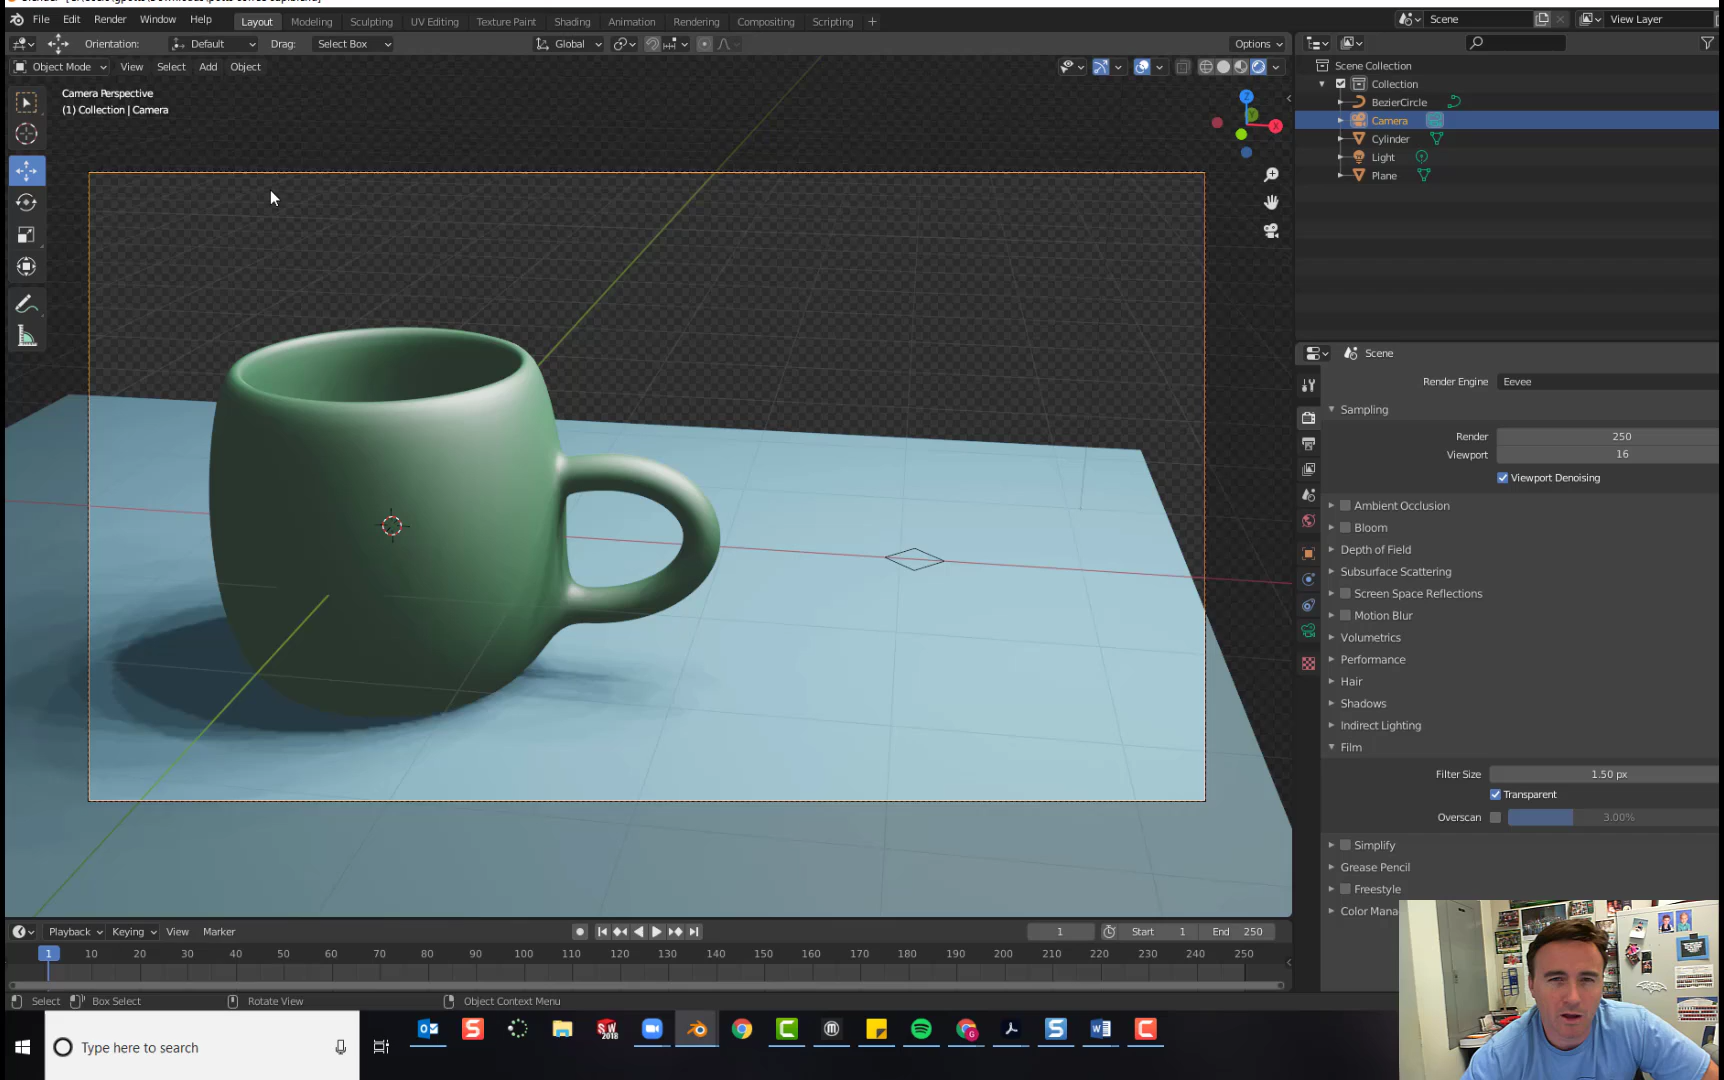 File Edit Render Window Help Layout Modeling Sculpting UV Editing Texture Paint Shading Animation Rendering Compositing Scripting + Scene View Layer
Orientation: Default Drag: Select Box Global Options
Object Mode View Select Add Object
Camera Perspective
(1) Collection | Camera
Z
Y
X
Scene Collection
Collection
BezierCircle
Camera
Cylinder
Light
Plane
Scene
Render Engine Eevee
Sampling
Render 250
Viewport 16
Viewport Denoising
Ambient Occlusion
Bloom
Depth of Field
Subsurface Scattering
Screen Space Reflections
Motion Blur
Volumetrics
Performance
Hair
Shadows
Indirect Lighting
Film
Filter Size 1.50 px
Transparent
Overscan 3.00%
Simplify
Grease Pencil
Freestyle
Color Mana
Playback Keying View Marker 1 Start 1 End 250
1 10 20 30 40 50 60 70 80 90 100 110 120 130 140 150 160 170 180 190 200 210 220 230 240 250
Select Box Select Rotate View Object Context Menu
Type here to search
SW
2018